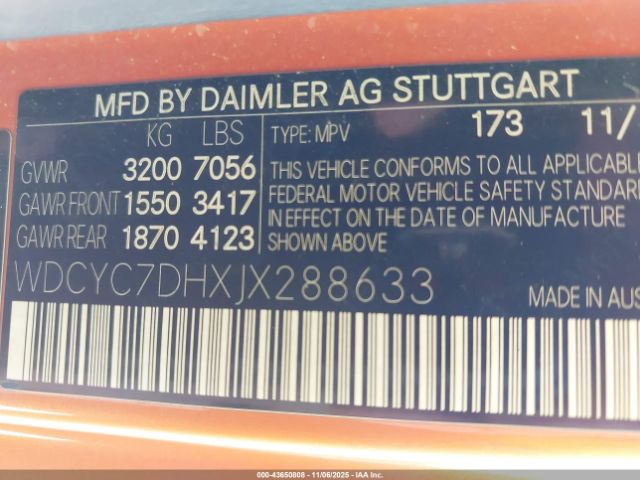 MFD BY DAIMLER AG STUTTGART
KG LBS
GVWR 3200 7056
GAWR FRONT 1550 3417
GAWR REAR 1870 4123
TYPE: MPV 173 11/
THIS VEHICLE CONFORMS TO ALL APPLICABLE
FEDERAL MOTOR VEHICLE SAFETY STANDAR
IN EFFECT ON THE DATE OF MANUFACTURE
SHOWN ABOVE
WDCYC7DHXJX288633
MADE IN AUS
000-43650808 - 11/06/2025 - IAA Inc.